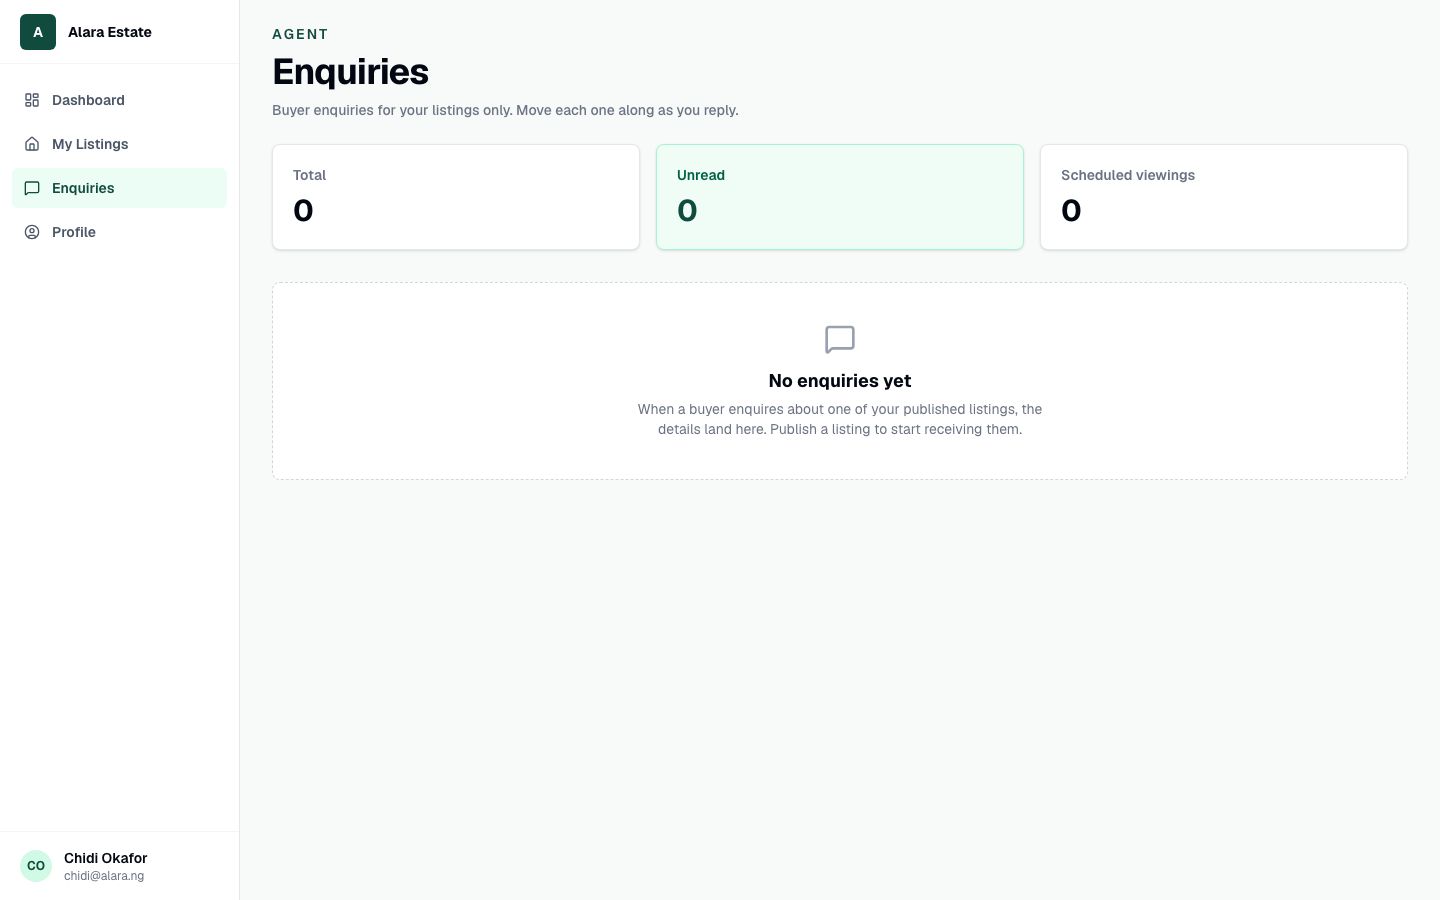 A
Alara Estate
Dashboard
My Listings
Enquiries
Profile
CO
Chidi Okafor
chidi@alara.ng
AGENT
Enquiries
Buyer enquiries for your listings only. Move each one along as you reply.
Total
0
Unread
0
Scheduled viewings
0
No enquiries yet
When a buyer enquires about one of your published listings, the
details land here. Publish a listing to start receiving them.